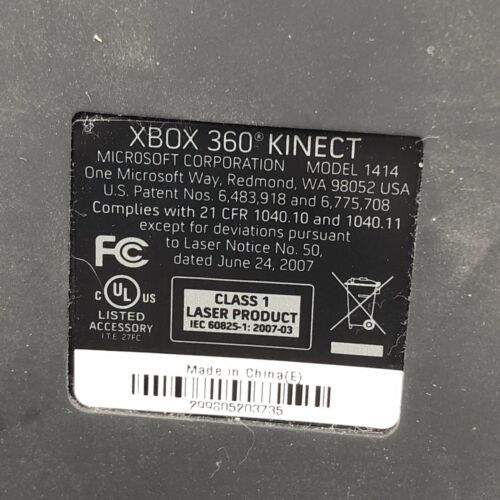 XBOX 360® KINECT
MICROSOFT CORPORATION MODEL 1414
One Microsoft Way, Redmond, WA 98052 USA
U.S. Patent Nos. 6,483,918 and 6,775,708
Complies with 21 CFR 1040.10 and 1040.11
except for deviations pursuant
to Laser Notice No. 50,
dated June 24, 2007
FC
C UL US
LISTED
ACCESSORY
I.T.E. 27FC
CLASS 1
LASER PRODUCT
IEC 60825-1: 2007-03
Made in China(E)
299605203735